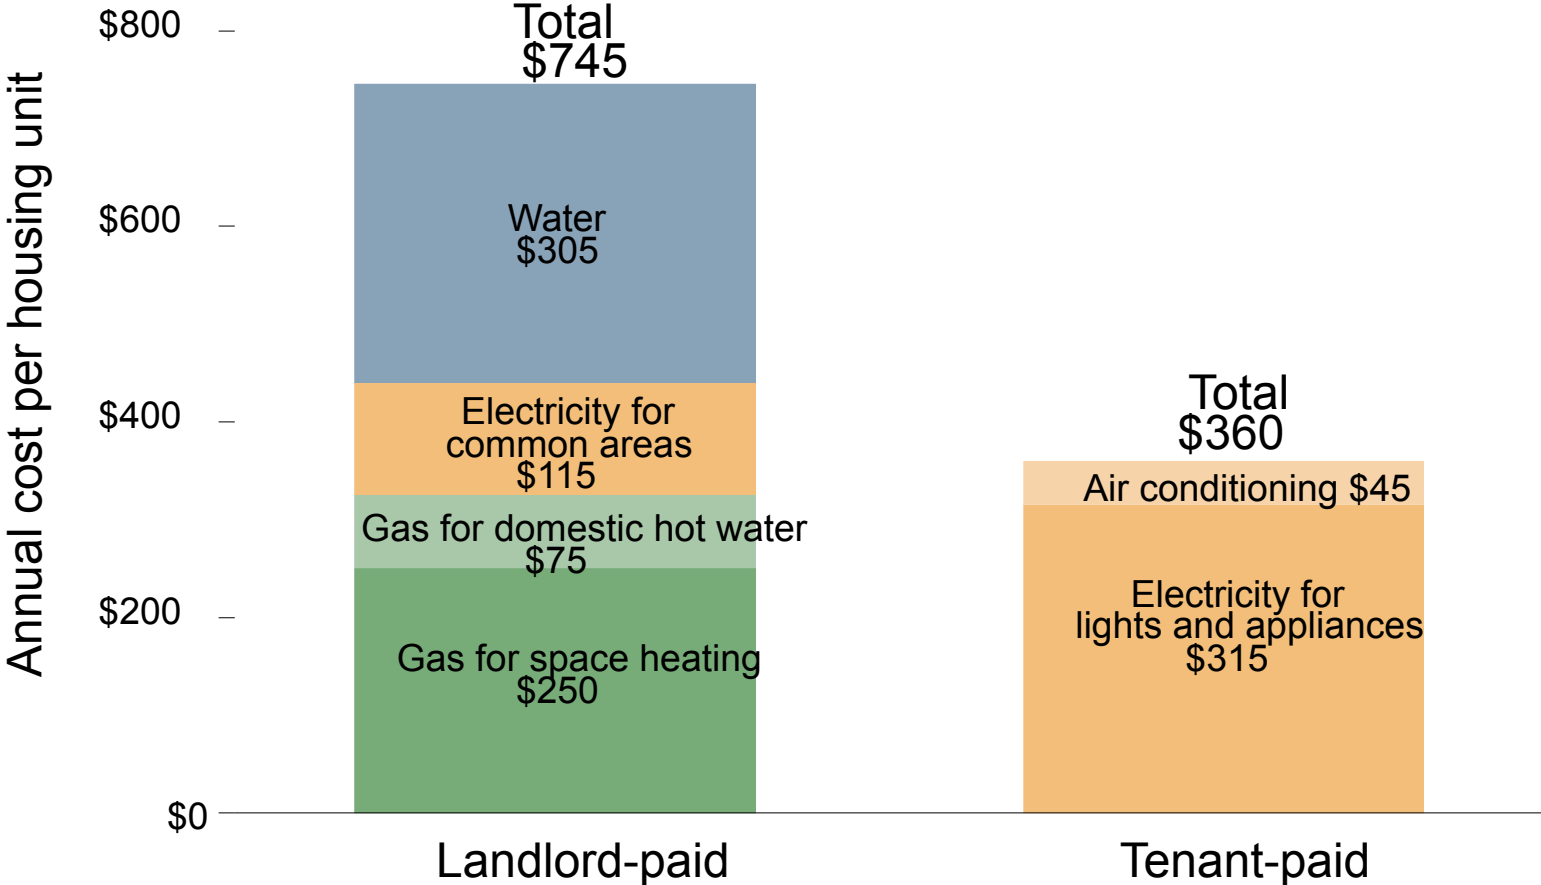 Annual cost per housing unit
$800
$600
$400
$200
$0
Total
$745
Water
$305
Electricity for
common areas
$115
Gas for domestic hot water
$75
Gas for space heating
$250
Landlord-paid
Total
$360
Air conditioning $45
Electricity for
lights and appliances
$315
Tenant-paid